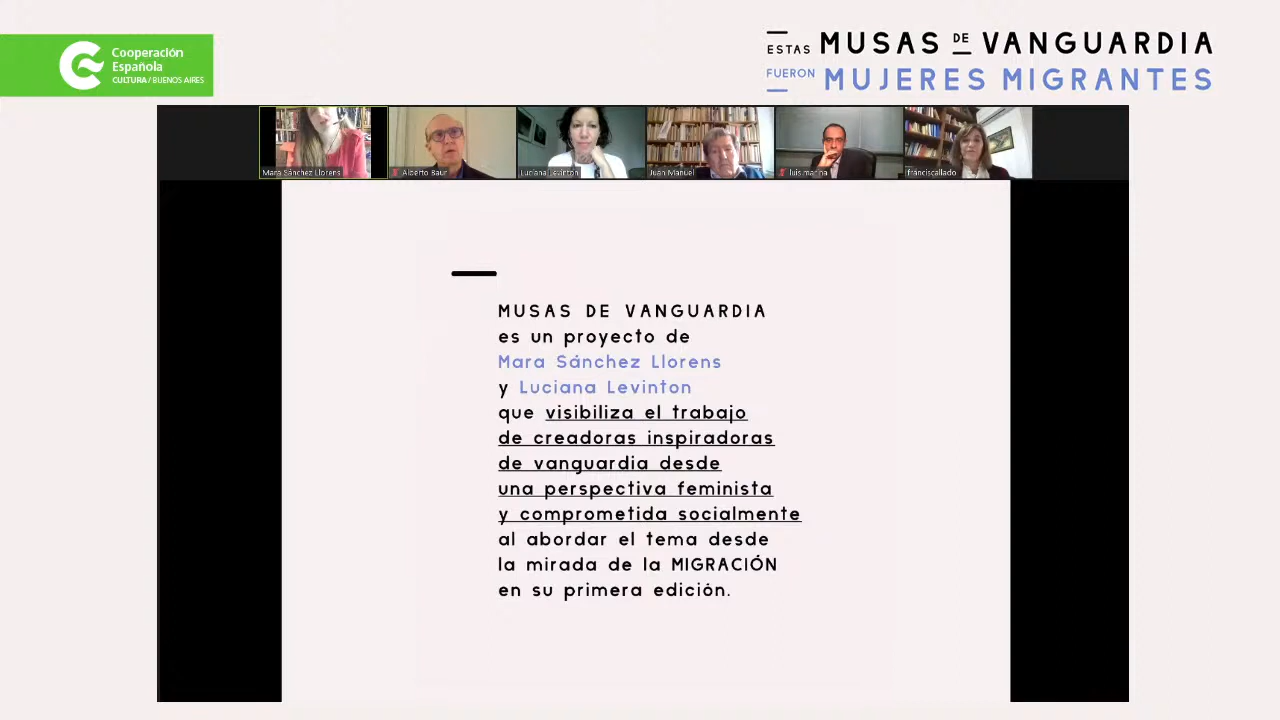 Cooperación
Española
CULTURA / BUENOS AIRES
ESTAS MUSAS DE VANGUARDIA
FUERON MUJERES MIGRANTES
Mara Sánchez Llorens
Alberto Baur
Luciana Levinton
Juan Manuel
luis.marina
franciscallado
MUSAS DE VANGUARDIA
es un proyecto de
Mara Sánchez Llorens
y Luciana Levinton
que visibiliza el trabajo
de creadoras inspiradoras
de vanguardia desde
una perspectiva feminista
y comprometida socialmente
al abordar el tema desde
la mirada de la MIGRACIÓN
en su primera edición.